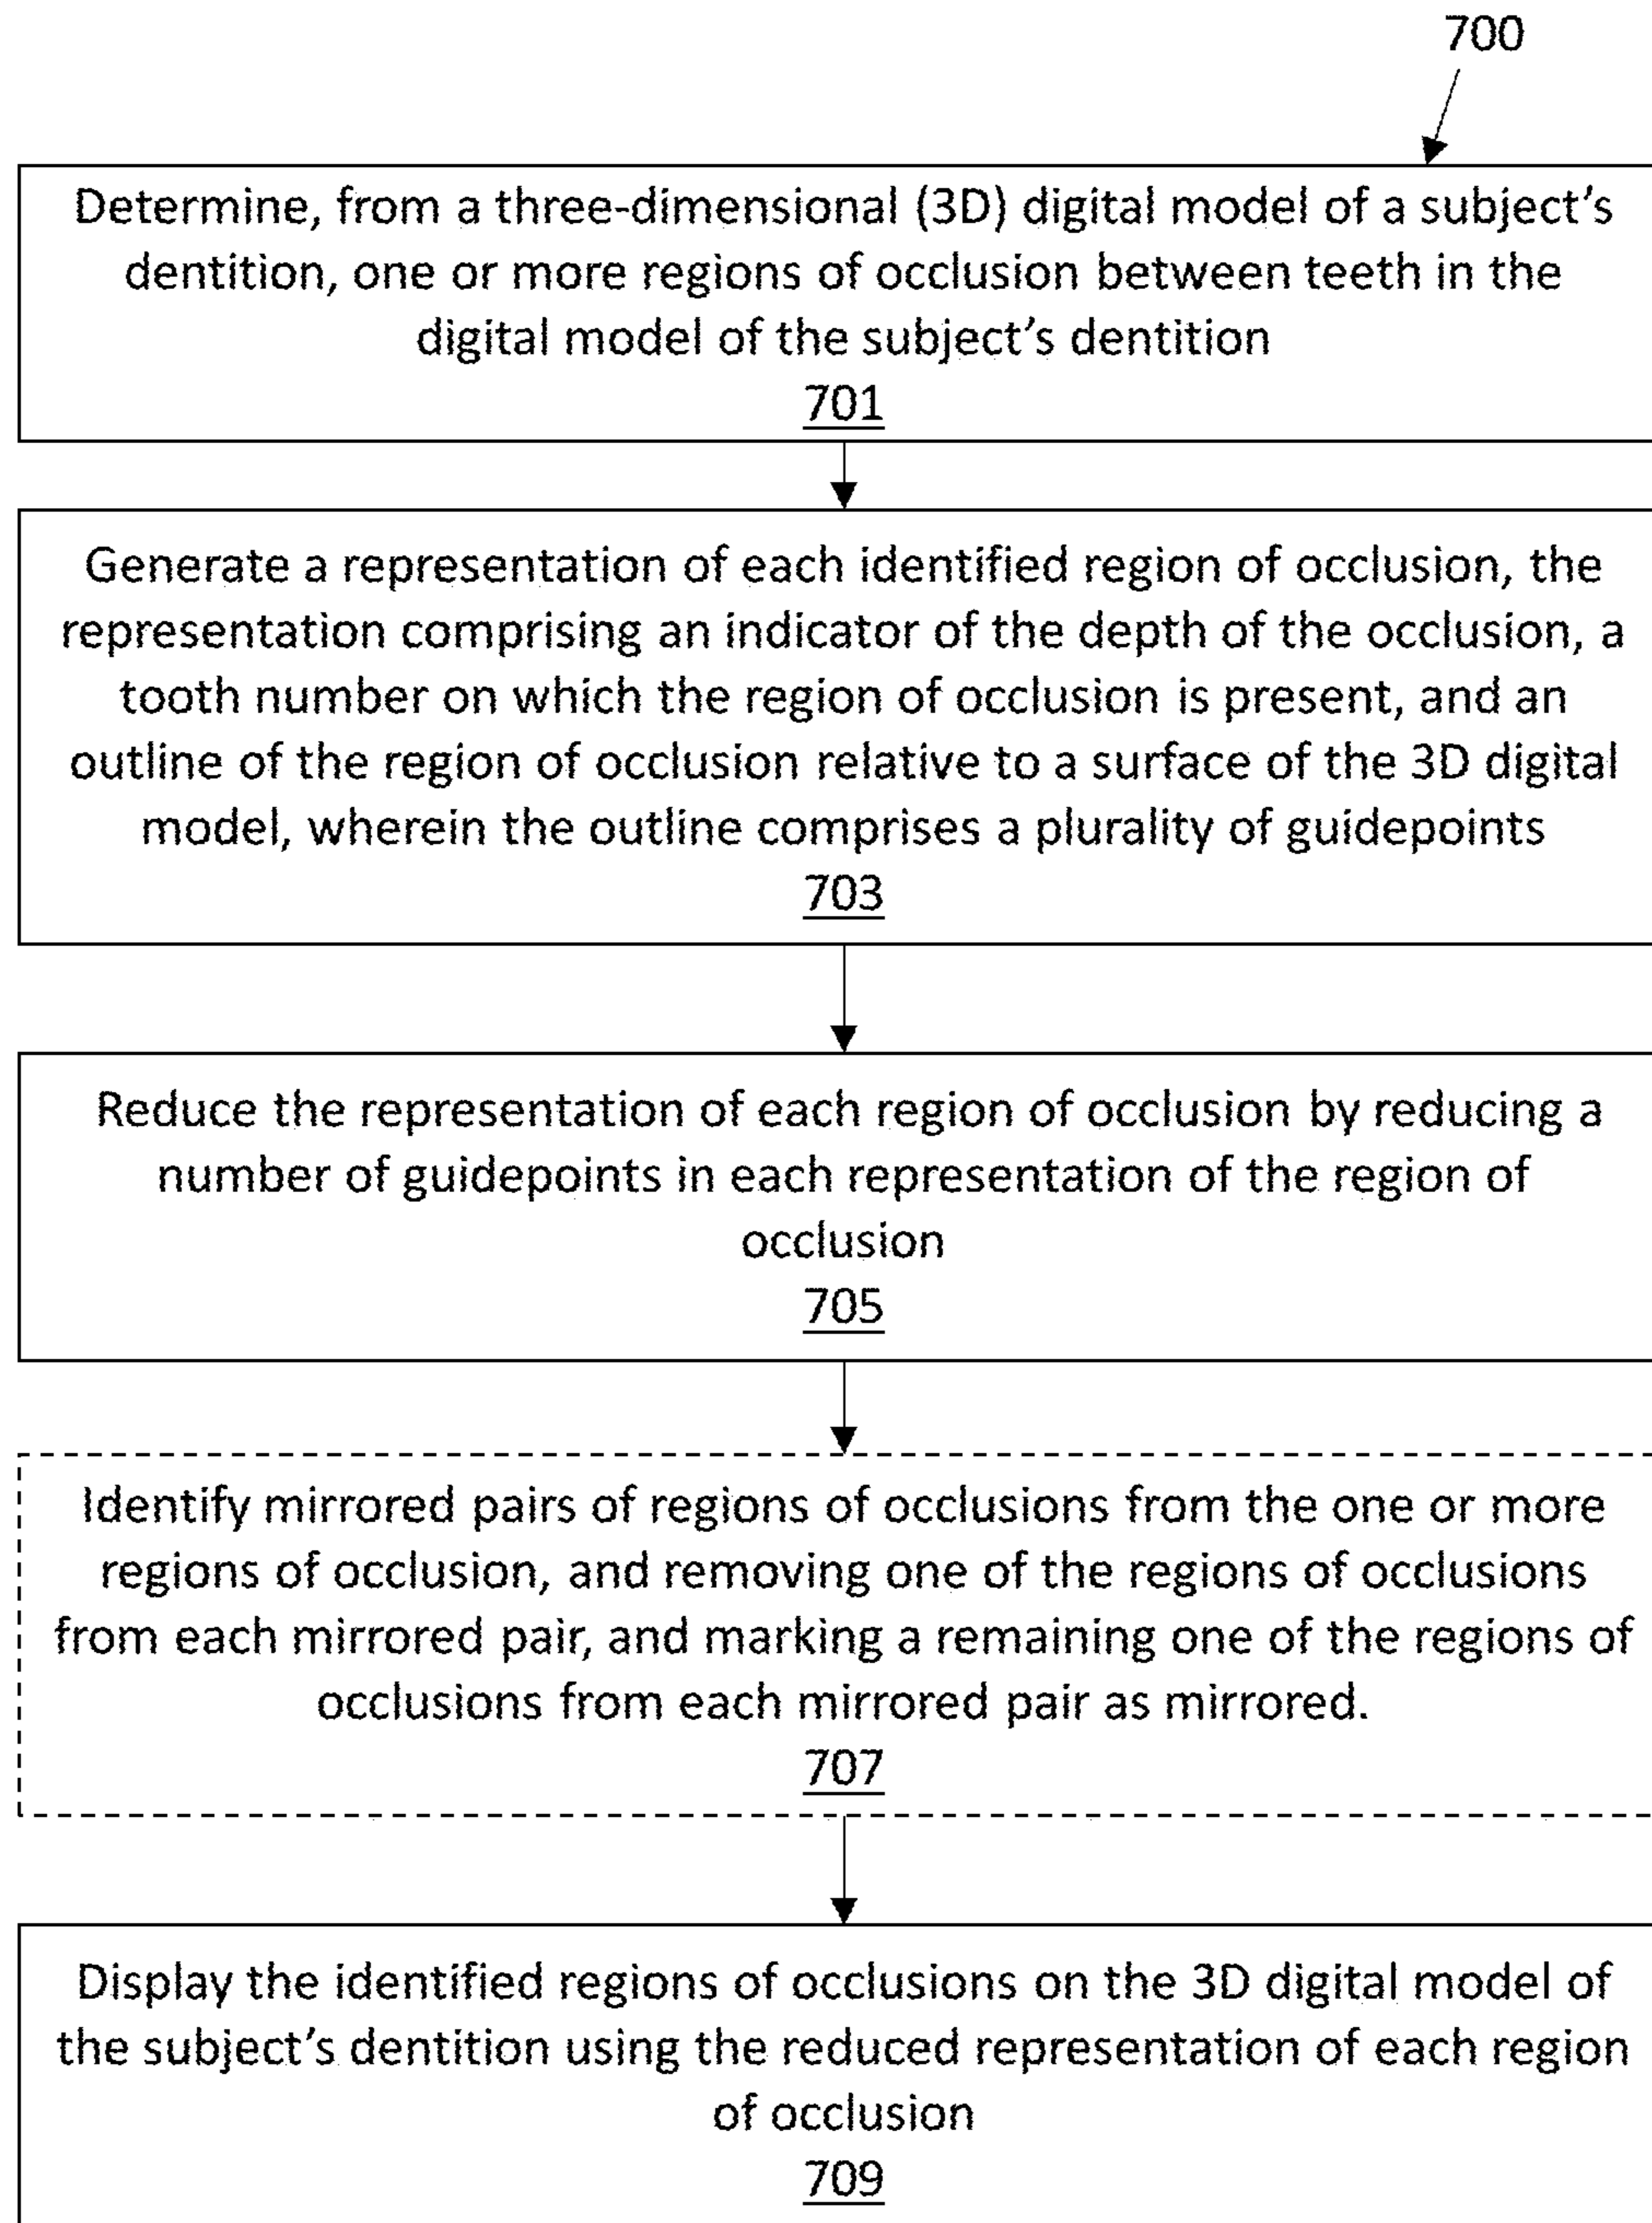 700
Determine, from a three-dimensional (3D) digital model of a subject's
dentition, one or more regions of occlusion between teeth in the
digital model of the subject's dentition
701
Generate a representation of each identified region of occlusion, the
representation comprising an indicator of the depth of the occlusion, a
tooth number on which the region of occlusion is present, and an
outline of the region of occlusion relative to a surface of the 3D digital
model, wherein the outline comprises a plurality of guidepoints
703
Reduce the representation of each region of occlusion by reducing a
number of guidepoints in each representation of the region of
occlusion
705
Identify mirrored pairs of regions of occlusions from the one or more
regions of occlusion, and removing one of the regions of occlusions
from each mirrored pair, and marking a remaining one of the regions of
occlusions from each mirrored pair as mirrored.
707
Display the identified regions of occlusions on the 3D digital model of
the subject's dentition using the reduced representation of each region
of occlusion
709